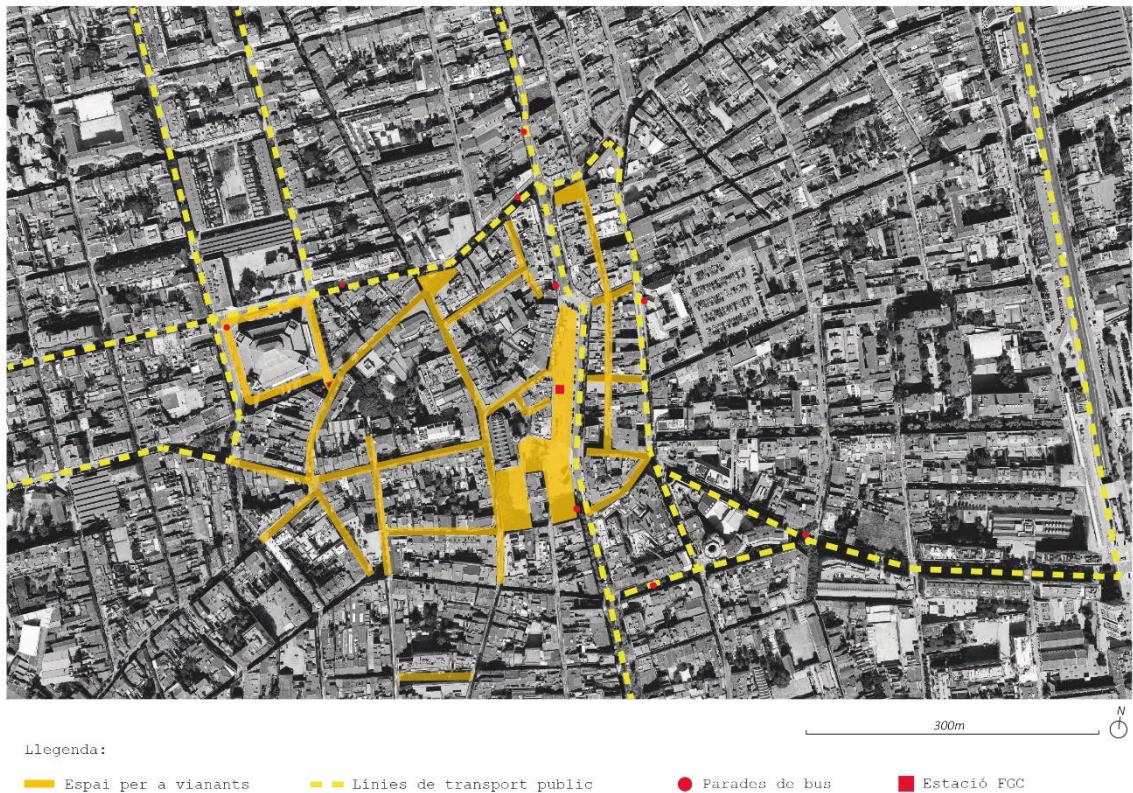 N
300m
Llegenda:
Espai per a vianants
Línies de transport public
Parades de bus
Estació FGC